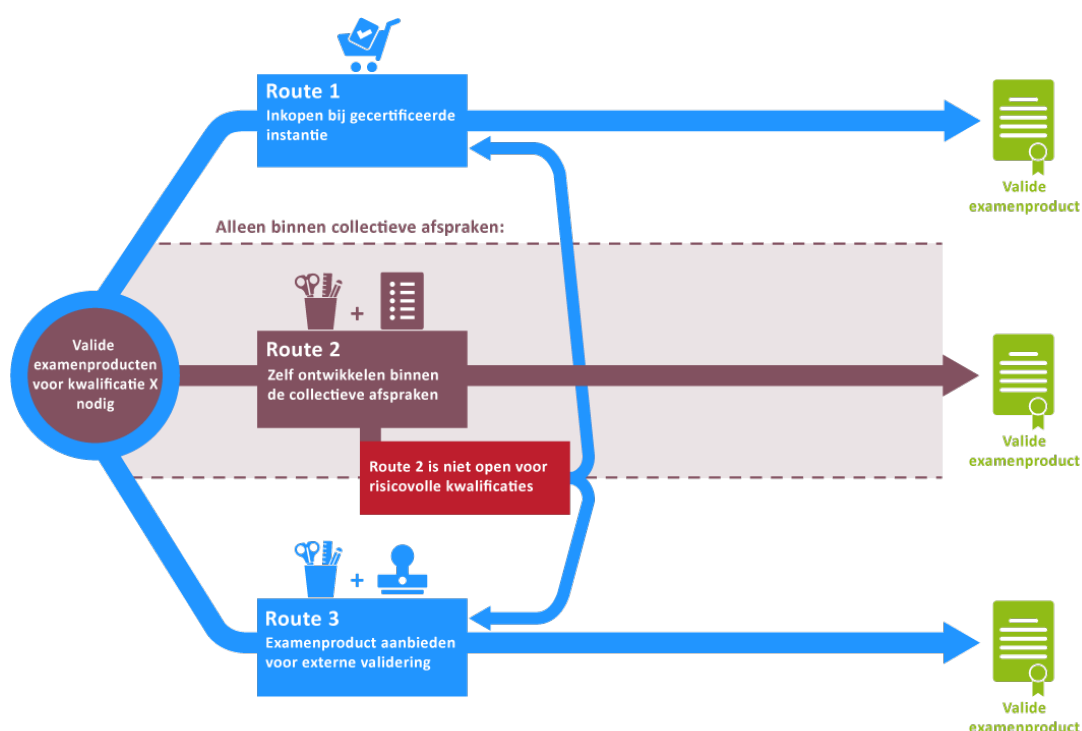 Route 1
Inkopen bij gecertificeerde
instantie
Valide
examenproduct
Alleen binnen collectieve afspraken:
Valide
examenproducten
voor kwalificatie X
nodig
+
Route 2
Zelf ontwikkelen binnen
de collectieve afspraken
Valide
examenproduct
Route 2 is niet open voor
risicovolle kwalificaties
+
Route 3
Examenproduct aanbieden
voor externe validering
Valide
examenproduct